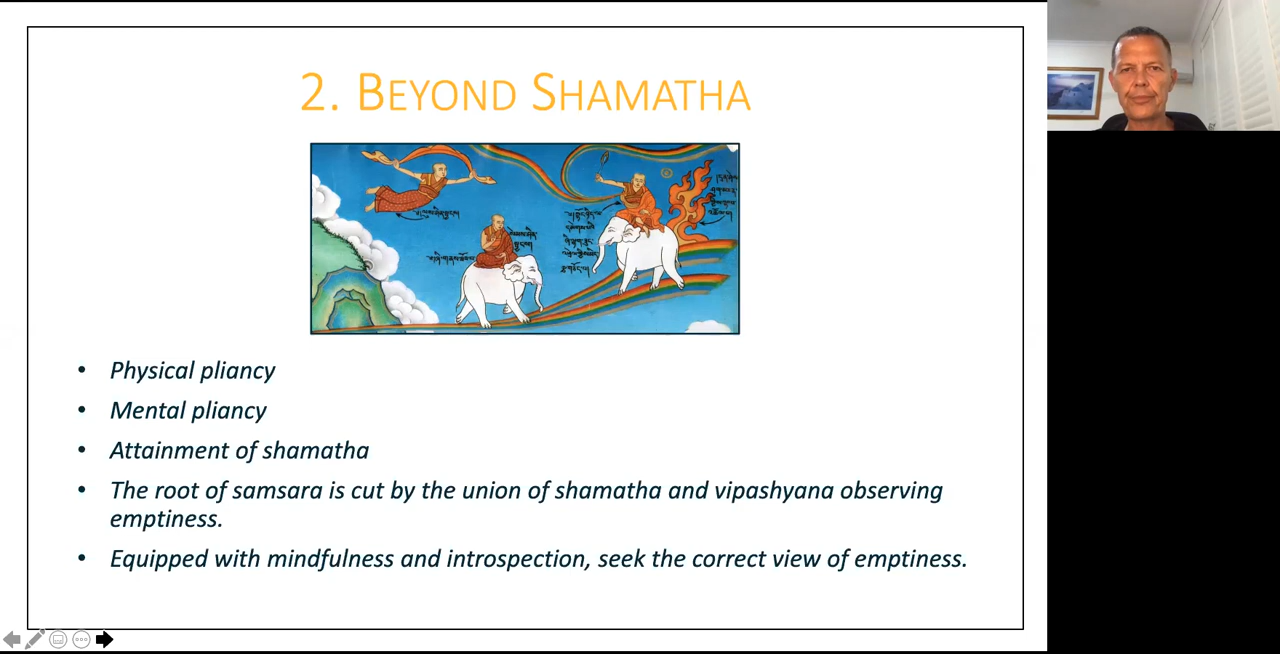 2. BEYOND SHAMATHA
• Physical pliancy
• Mental pliancy
• Attainment of shamatha
• The root of samsara is cut by the union of shamatha and vipashyana observing
emptiness.
• Equipped with mindfulness and introspection, seek the correct view of emptiness.